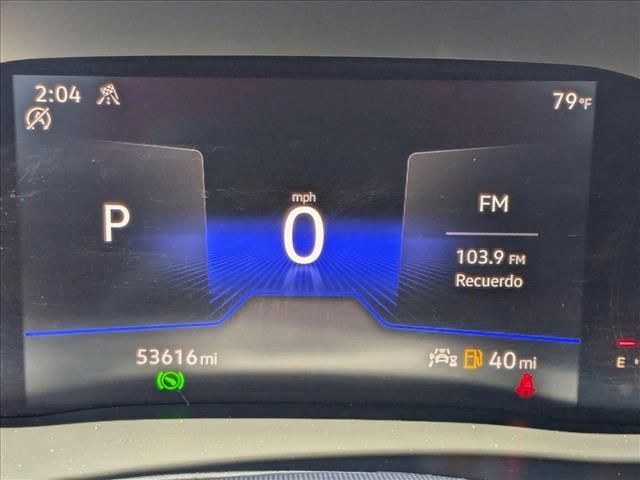 2:04
79°F
P
mph
0
FM
103.9 FM
Recuerdo
53616 mi
40 mi
E